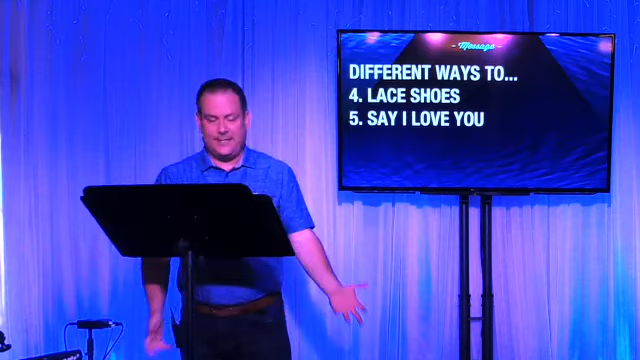 Message
DIFFERENT WAYS TO...
4. LACE SHOES
5. SAY I LOVE YOU